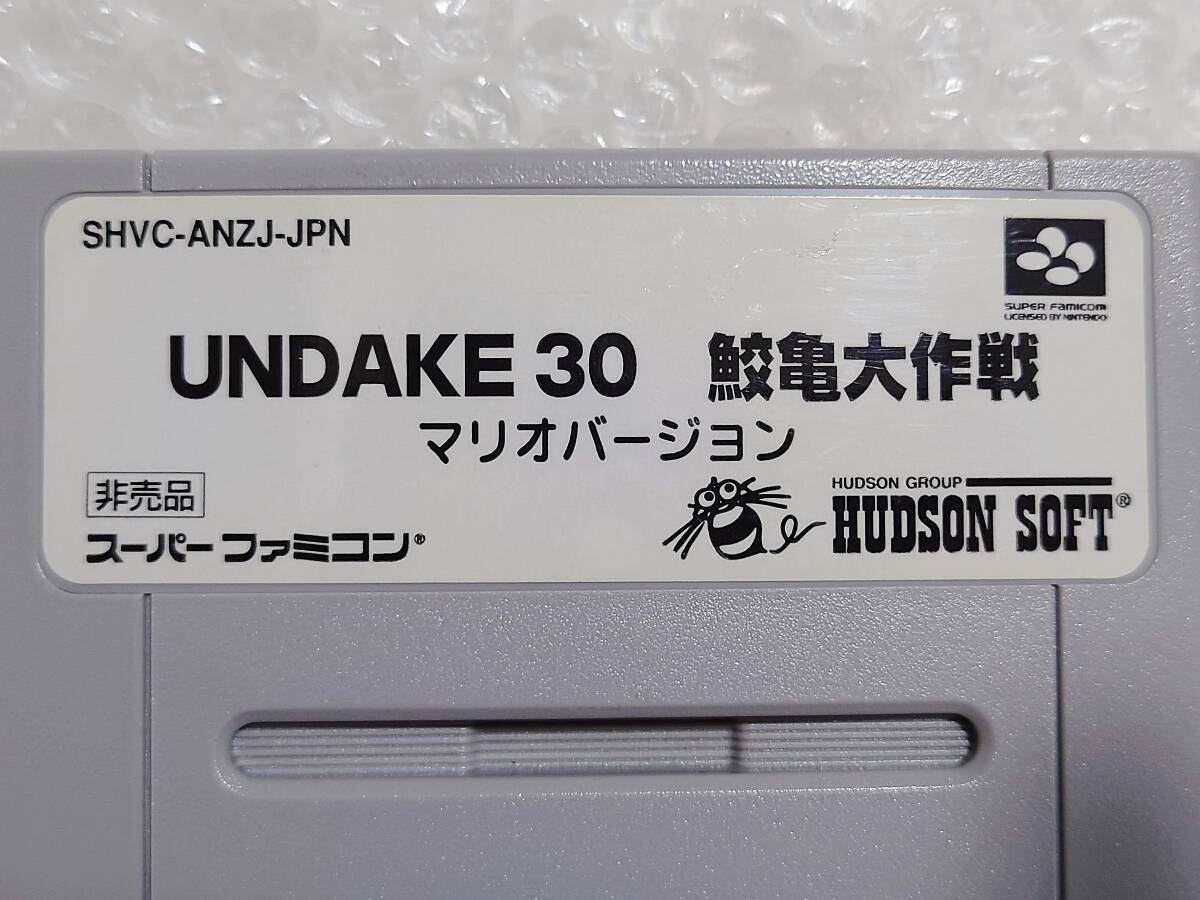 SHVC-ANZJ-JPN
SUPER FAMICOM
LICENSED BY NINTENDO
UNDAKE 30 鮫亀大作戦
マリオバージョン
非売品
スーパーファミコン®
HUDSON GROUP
HUDSON SOFT®